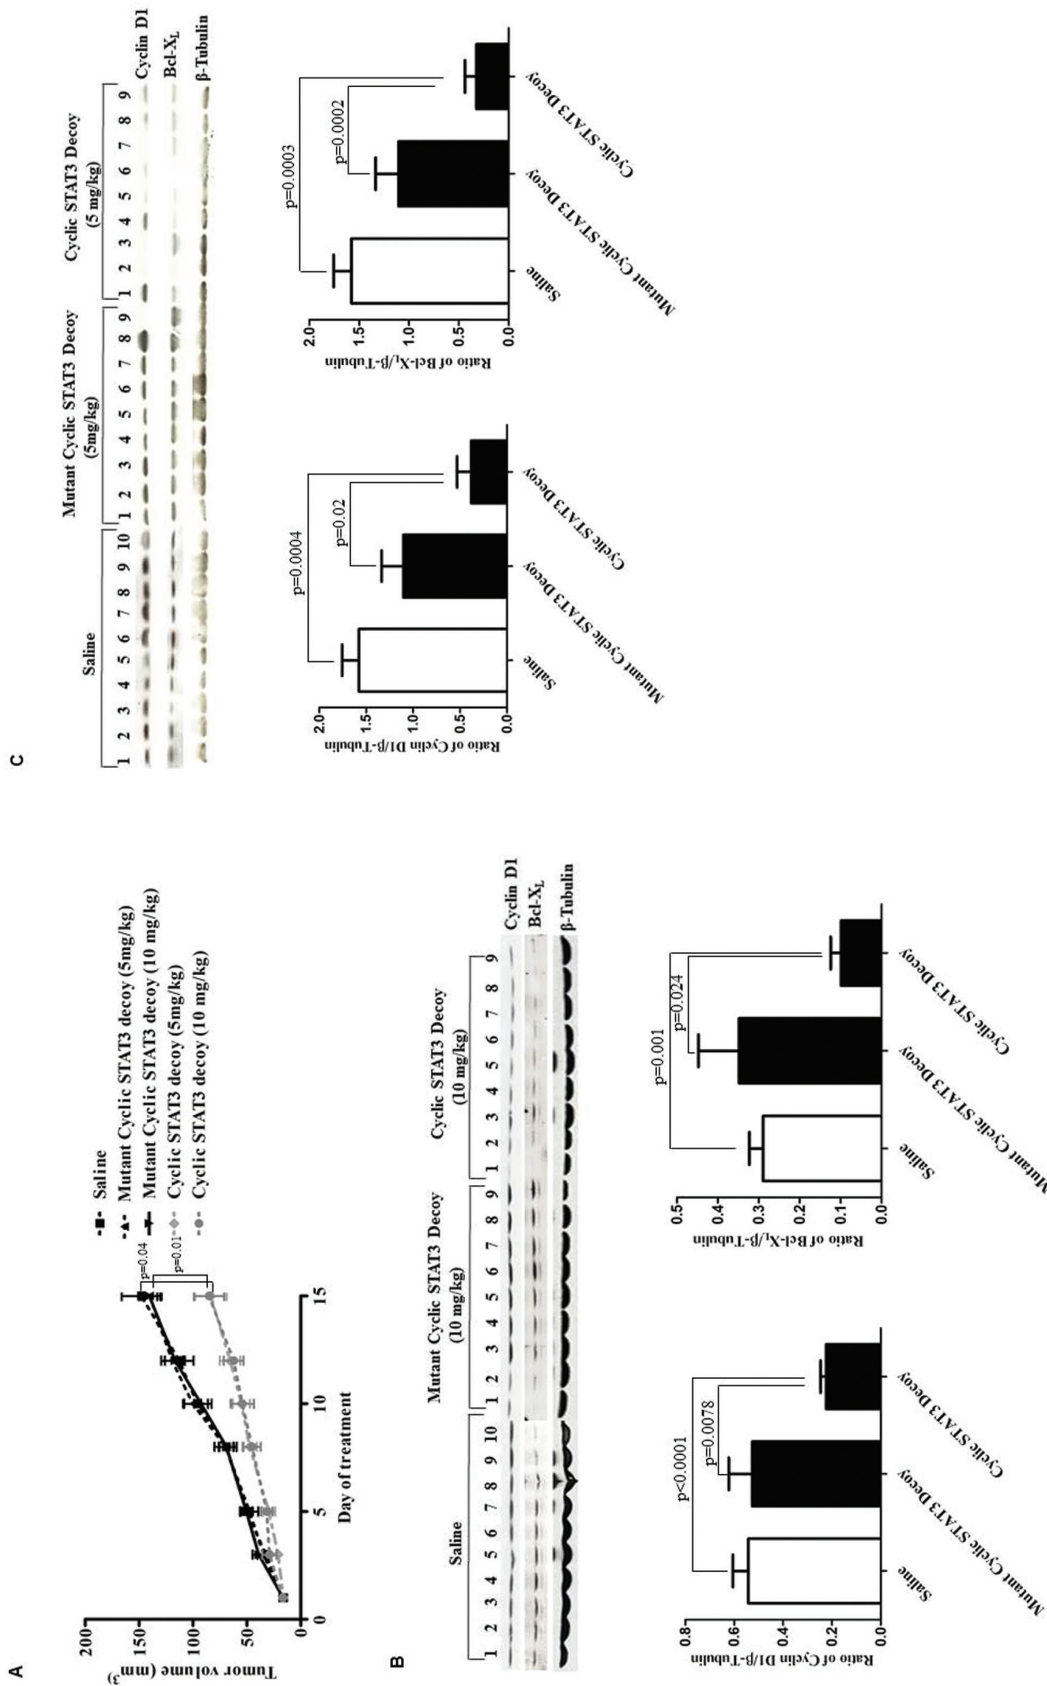 A
Tumor volume (mm3)
200
150
100
50
0
0
5
10
15
Day of treatment
p=0.04
p=0.01
Saline
Mutant Cyclic STAT3 decoy (5mg/kg)
Mutant Cyclic STAT3 decoy (10 mg/kg)
Cyclic STAT3 decoy (5mg/kg)
Cyclic STAT3 decoy (10 mg/kg)
B
Saline
Mutant Cyclic STAT3 Decoy
(10 mg/kg)
Cyclic STAT3 Decoy
(10 mg/kg)
1 2 3 4 5 6 7 8 9 10 1 2 3 4 5 6 7 8 9 1 2 3 4 5 6 7 8 9
Cyclin D1
Bcl-XL
β-Tubulin
Ratio of Cyclin D1/β-Tubulin
0.8
0.6
0.4
0.2
0.0
p<0.0001
p=0.0078
Saline
Mutant Cyclic STAT3 Decoy
Cyclic STAT3 Decoy
Ratio of Bcl-XL/β-Tubulin
0.5
0.4
0.3
0.2
0.1
0.0
p=0.001
p=0.024
Saline
Mutant Cyclic STAT3 Decoy
Cyclic STAT3 Decoy
C
Saline
Mutant Cyclic STAT3 Decoy
(5mg/kg)
Cyclic STAT3 Decoy
(5 mg/kg)
1 2 3 4 5 6 7 8 9 10 1 2 3 4 5 6 7 8 9 1 2 3 4 5 6 7 8 9
Cyclin D1
Bcl-XL
β-Tubulin
Ratio of Cyclin D1/β-Tubulin
2.0
1.5
1.0
0.5
0.0
p=0.0004
p=0.02
Saline
Mutant Cyclic STAT3 Decoy
Cyclic STAT3 Decoy
Ratio of Bcl-XL/β-Tubulin
2.0
1.5
1.0
0.5
0.0
p=0.0003
p=0.0002
Saline
Mutant Cyclic STAT3 Decoy
Cyclic STAT3 Decoy